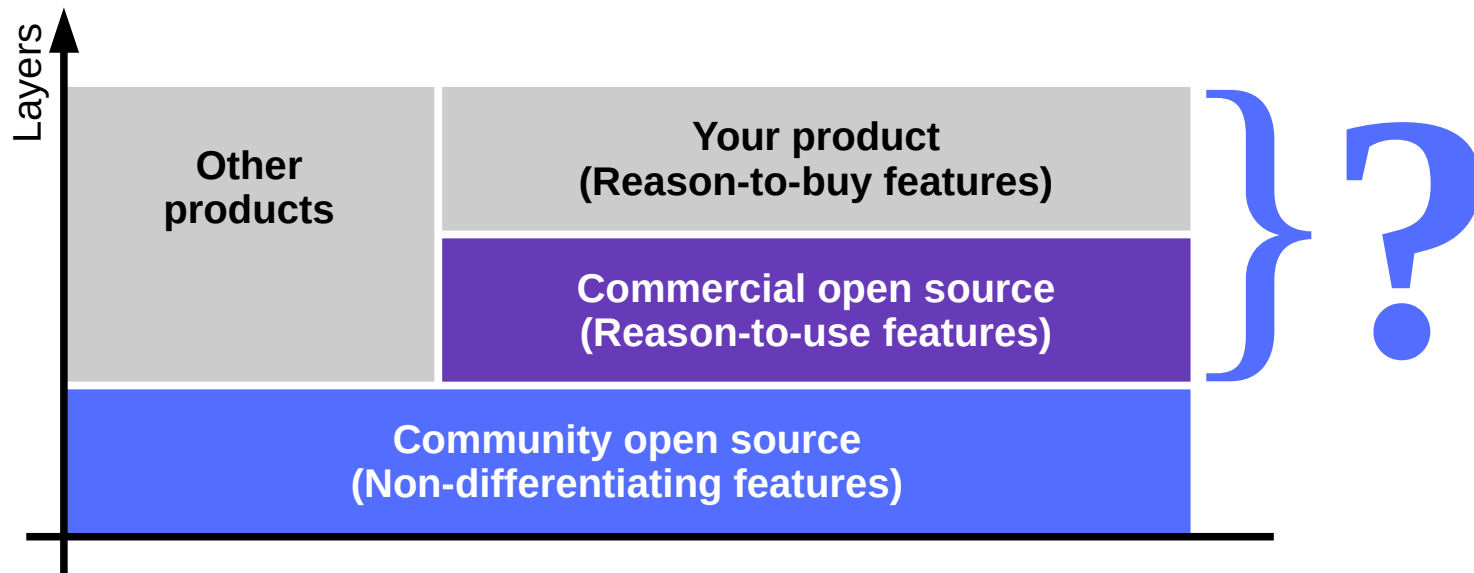 Layers
Other
products
Your product
(Reason-to-buy features)
Commercial open source
(Reason-to-use features)
Community open source
(Non-differentiating features)
}
?